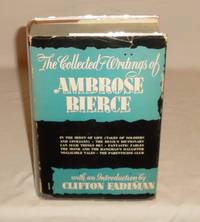 The Collected Writings of
AMBROSE
BIERCE
IN THE MIDST OF LIFE (TALES OF SOLDIERS
AND CIVILIANS) • THE DEVIL'S DICTIONARY
CAN SUCH THINGS BE? • FANTASTIC FABLES
THE MONK AND THE HANGMAN'S DAUGHTER
NEGLIGIBLE TALES • THE PARENTICIDE CLUB
with an Introduction by
CLIFTON FADIMAN